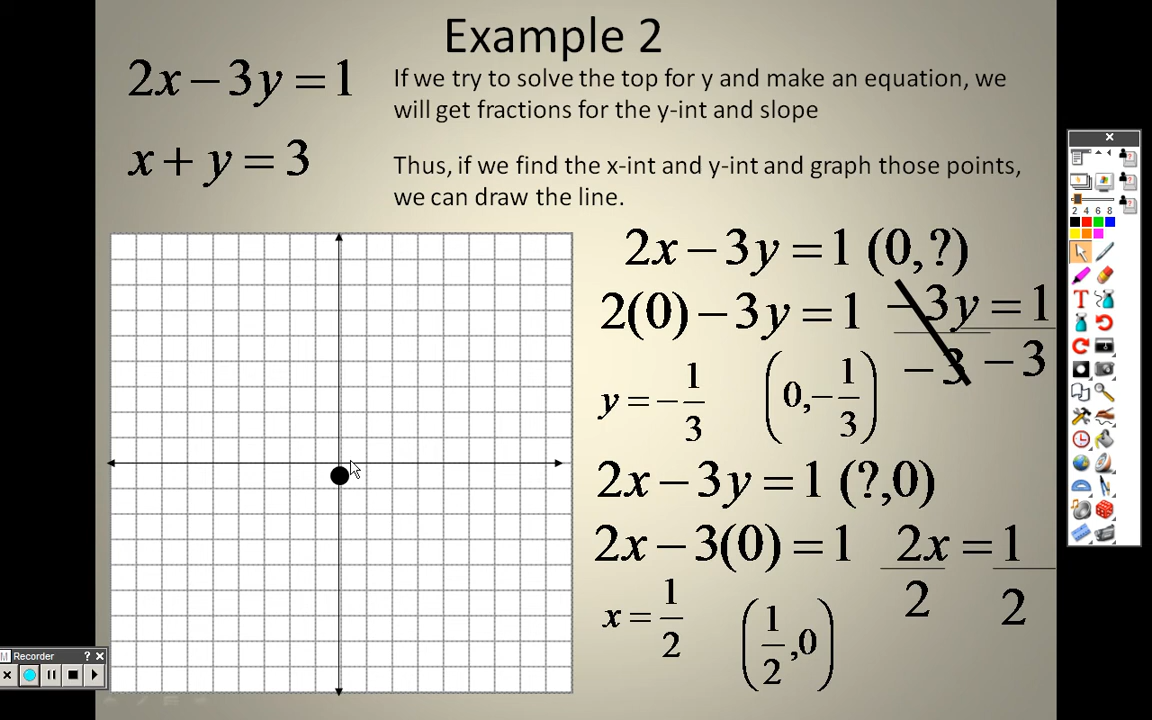 Example 2
2x − 3y = 1
x + y = 3
If we try to solve the top for y and make an equation, we
will get fractions for the y-int and slope
Thus, if we find the x-int and y-int and graph those points,
we can draw the line.
2x − 3y = 1 (0,?)
2(0) − 3y = 1   −3y = 1
−3   −3
y = −1/3   (0, −1/3)
2x − 3y = 1 (?,0)
2x − 3(0) = 1   2x = 1
2   2
x = 1/2   (1/2, 0)
2 4 6 8
T
M Recorder ? ×